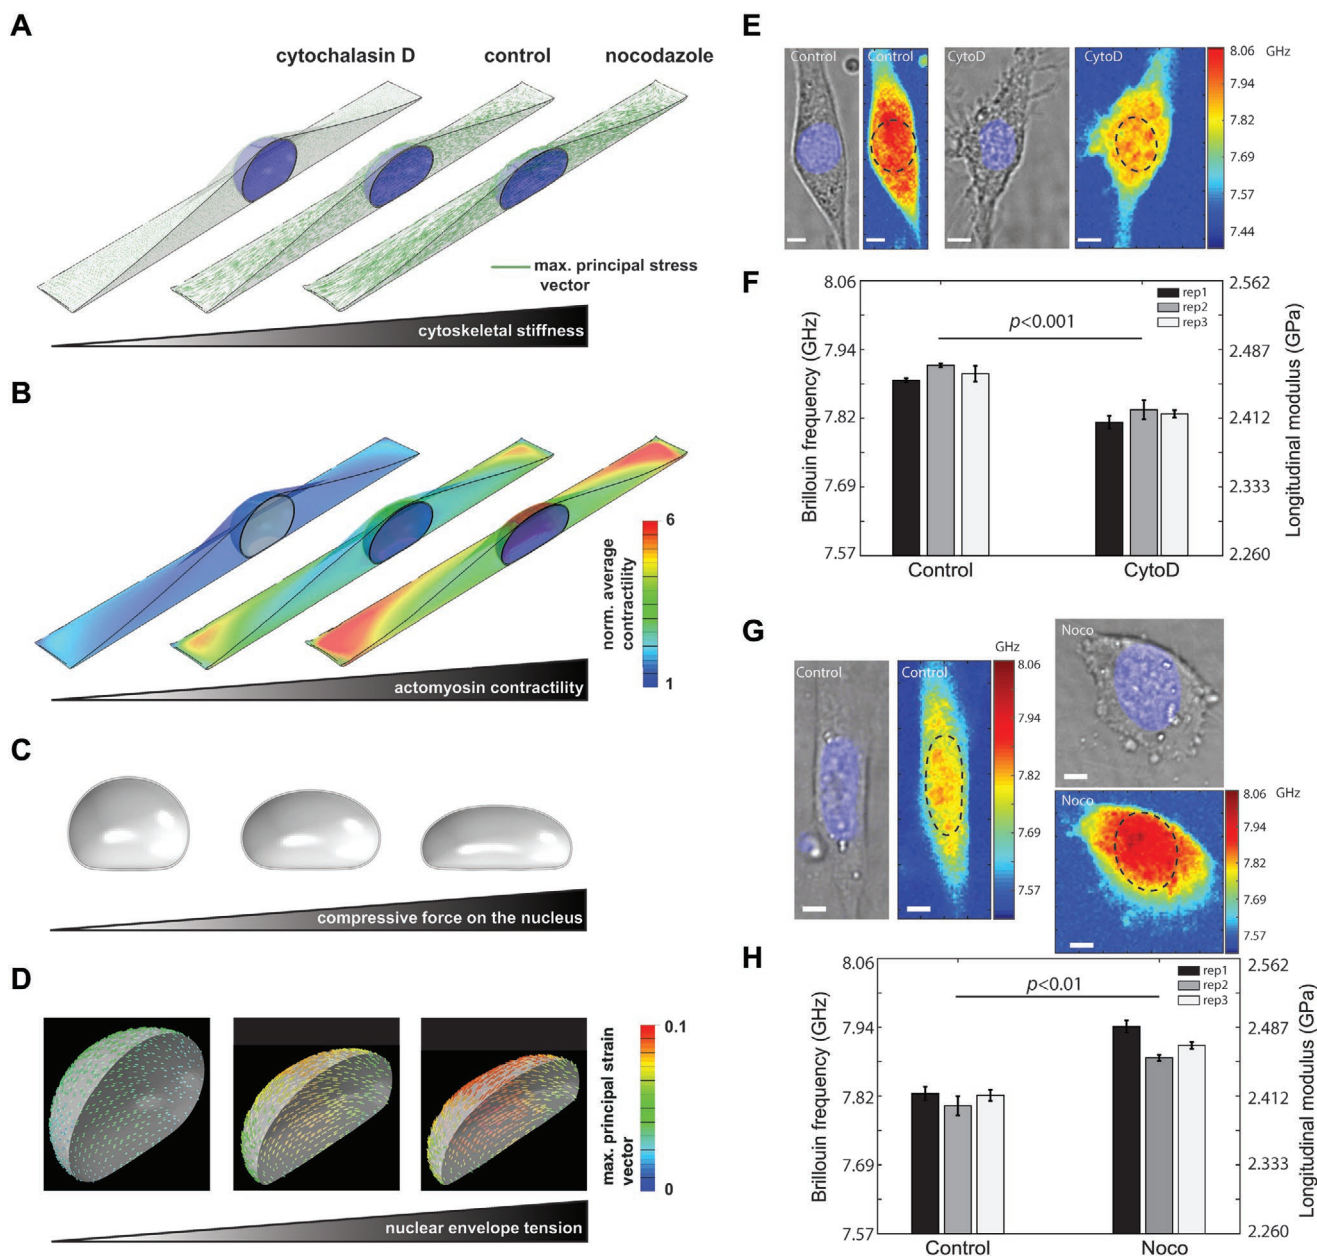 A
cytochalasin D
control
nocodazole
max. principal stress
vector
cytoskeletal stiffness
B
6
norm. average
contractility
1
actomyosin contractility
C
compressive force on the nucleus
D
0.1
max. principal strain
vector
0
nuclear envelope tension
E
Control
Control
CytoD
CytoD
8.06 GHz
7.94
7.82
7.69
7.57
7.44
F
Brillouin frequency (GHz)
8.06
7.94
7.82
7.69
7.57
p<0.001
rep1
rep2
rep3
2.562
2.487
2.412
2.333
2.260
Longitudinal modulus (GPa)
Control
CytoD
G
Control
Control
GHz
8.06
7.94
7.82
7.69
7.57
Noco
Noco
8.06 GHz
7.94
7.82
7.69
7.57
H
Brillouin frequency (GHz)
8.06
7.94
7.82
7.69
7.57
p<0.01
rep1
rep2
rep3
2.562
2.487
2.412
2.333
2.260
Longitudinal modulus (GPa)
Control
Noco